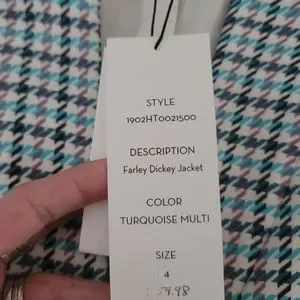 STYLE
1902HT0021500
DESCRIPTION
Farley Dickey Jacket
COLOR
TURQUOISE MULTI
SIZE
4